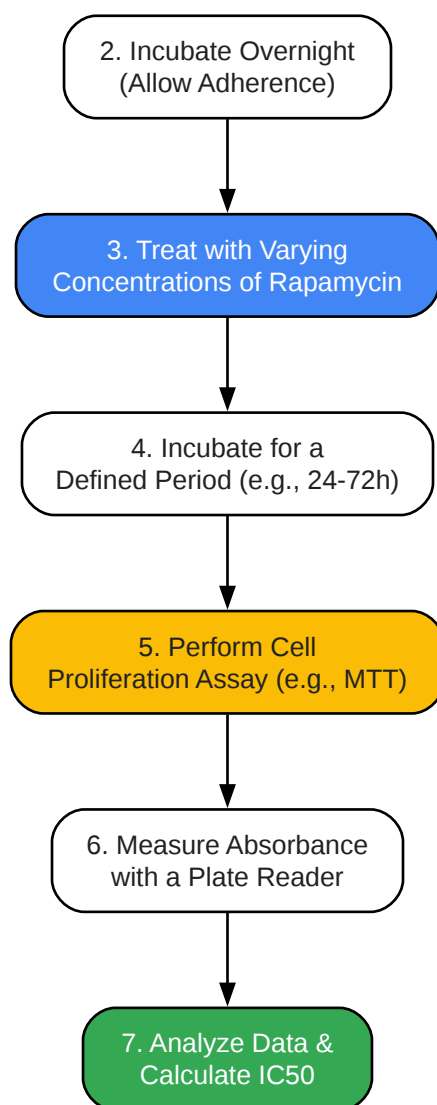 2. Incubate Overnight
(Allow Adherence)
3. Treat with Varying
Concentrations of Rapamycin
4. Incubate for a
Defined Period (e.g., 24-72h)
5. Perform Cell
Proliferation Assay (e.g., MTT)
6. Measure Absorbance
with a Plate Reader
7. Analyze Data &
Calculate IC50